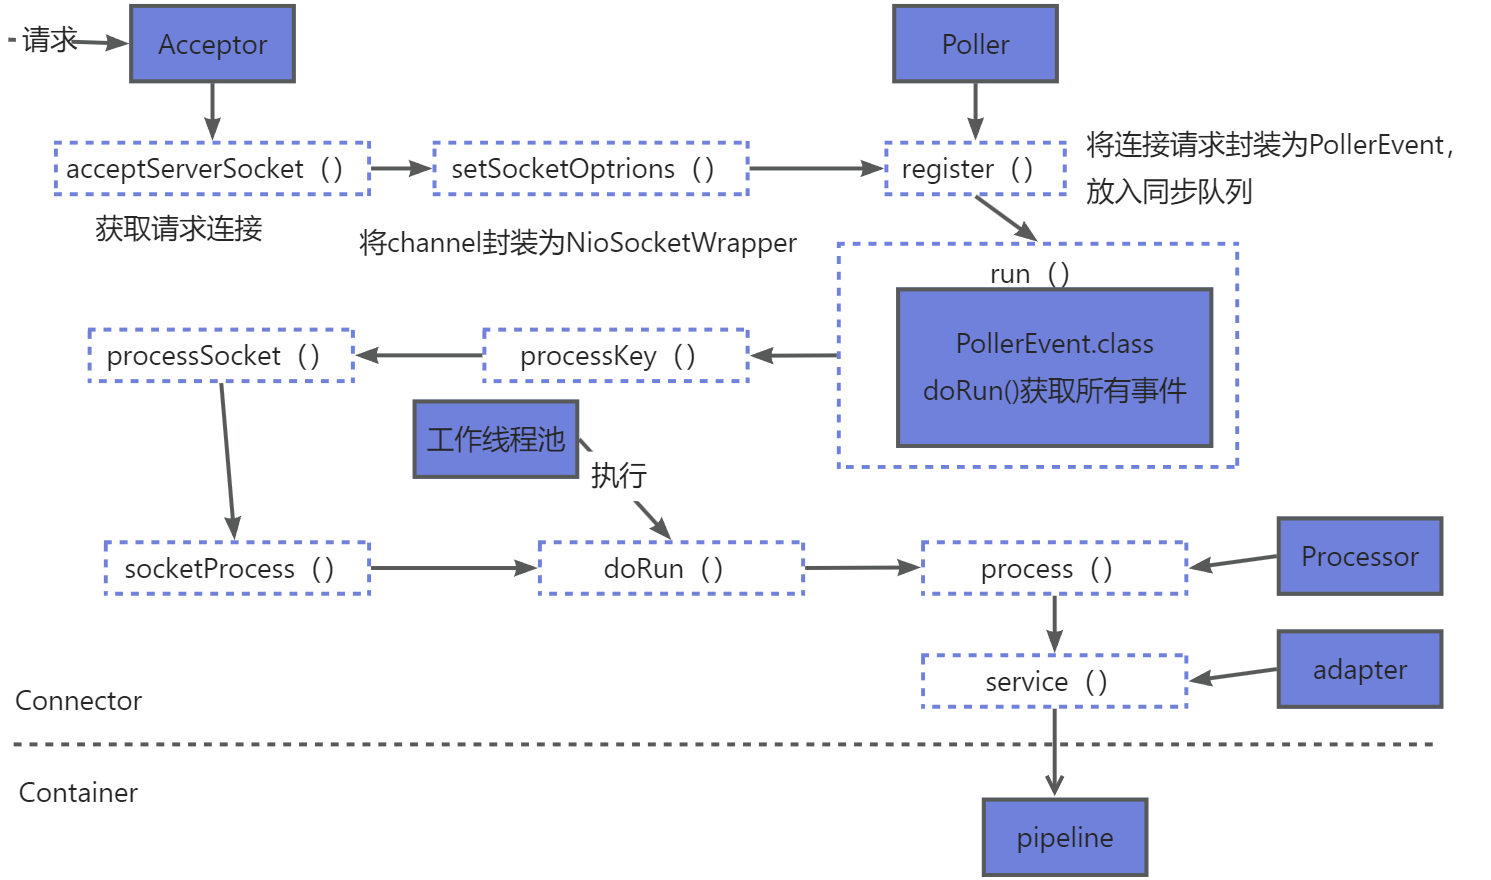 - 请求
Acceptor
Poller
acceptServerSocket（）
setSocketOptrions（）
register（）
将连接请求封装为PollerEvent，
放入同步队列
获取请求连接
将channel封装为NioSocketWrapper
run（）
PollerEvent.class
doRun()获取所有事件
processSocket（）
processKey（）
工作线程池
执行
socketProcess（）
doRun（）
process（）
Processor
service（）
adapter
Connector
Container
pipeline